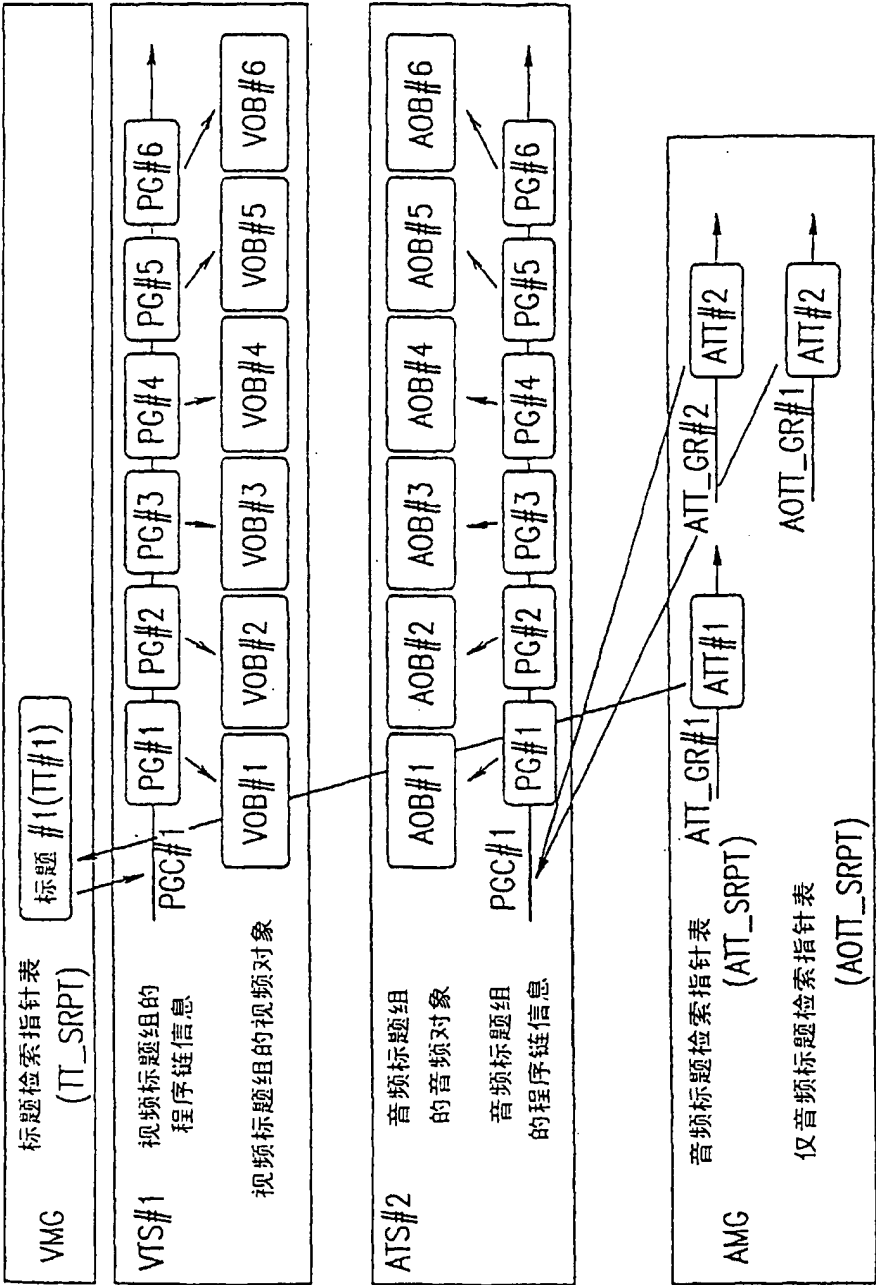 VMG
标题检索指针表
(TT_SRPT)
标题 #1(TT#1)
VTS#1
视频标题组的
程序链信息
PGC#1
PG#1
PG#2
PG#3
PG#4
PG#5
PG#6
视频标题组的视频对象
VOB#1
VOB#2
VOB#3
VOB#4
VOB#5
VOB#6
ATS#2
音频标题组
的音频对象
AOB#1
AOB#2
AOB#3
AOB#4
AOB#5
AOB#6
音频标题组
的程序链信息
PGC#1
PG#1
PG#2
PG#3
PG#4
PG#5
PG#6
AMG
音频标题检索指针表
(ATT_SRPT)
ATT_GR#1
ATT#1
ATT_GR#2
ATT#2
仅音频标题检索指针表
(AOTT_SRPT)
AOTT_GR#1
ATT#2